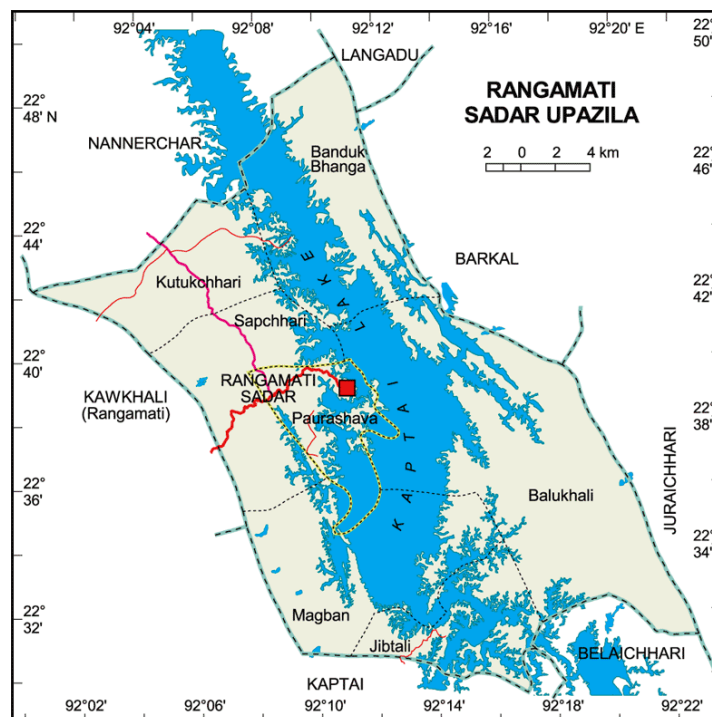 92°04' 92°08' 92°12' 92°16' 92°20' E
22°
50'
LANGADU
RANGAMATI
SADAR UPAZILA
22°
48' N
NANNERCHAR
Banduk
Bhanga
2 0 2 4 km
22°
46'
22°
44'
BARKAL
Kutukchhari
22°
42'
KAPTAI LAKE
Sapchhari
22°
40'
RANGAMATI
SADAR
KAWKHALI
(Rangamati)
Paurashava
22°
38'
22°
36'
Balukhali
JURAICHHARI
22°
34'
22°
32'
Magban
Jibtali
BELAICHHARI
KAPTAI
92°02' 92°06' 92°10' 92°14' 92°18' 92°22'